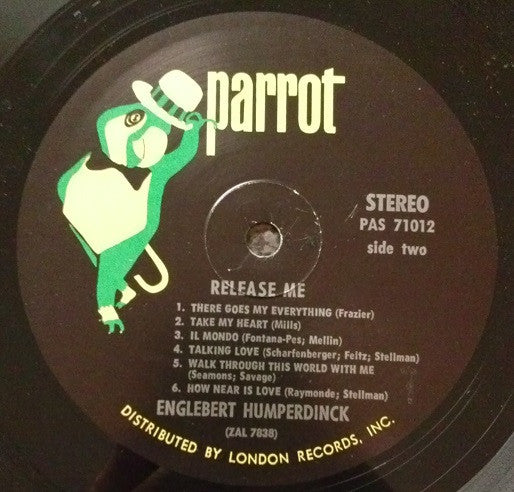 parrot
STEREO
PAS 71012
side two
RELEASE ME
1. THERE GOES MY EVERYTHING (Frazier)
2. TAKE MY HEART (Mills)
3. IL MONDO (Fontana-Pes; Mellin)
4. TALKING LOVE (Scharfenberger; Feltz; Stellman)
5. WALK THROUGH THIS WORLD WITH ME
(Seamons; Savage)
6. HOW NEAR IS LOVE (Raymonde; Stellman)
ENGLEBERT HUMPERDINCK
(ZAL 7838)
DISTRIBUTED BY LONDON RECORDS, INC.